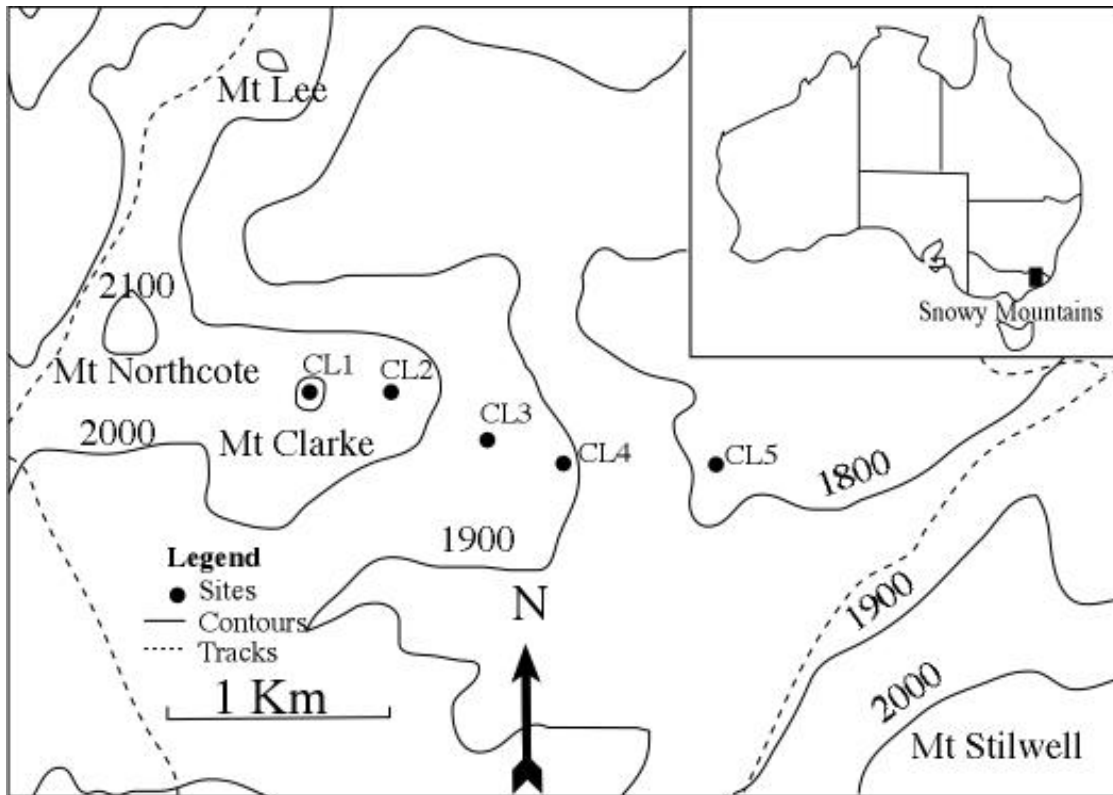 Mt Lee
Snowy Mountains
2100
Mt Northcote
CL1
CL2
2000
Mt Clarke
CL3
CL4
CL5
1800
1900
Legend
Sites
Contours
Tracks
1 Km
N
1900
2000
Mt Stilwell